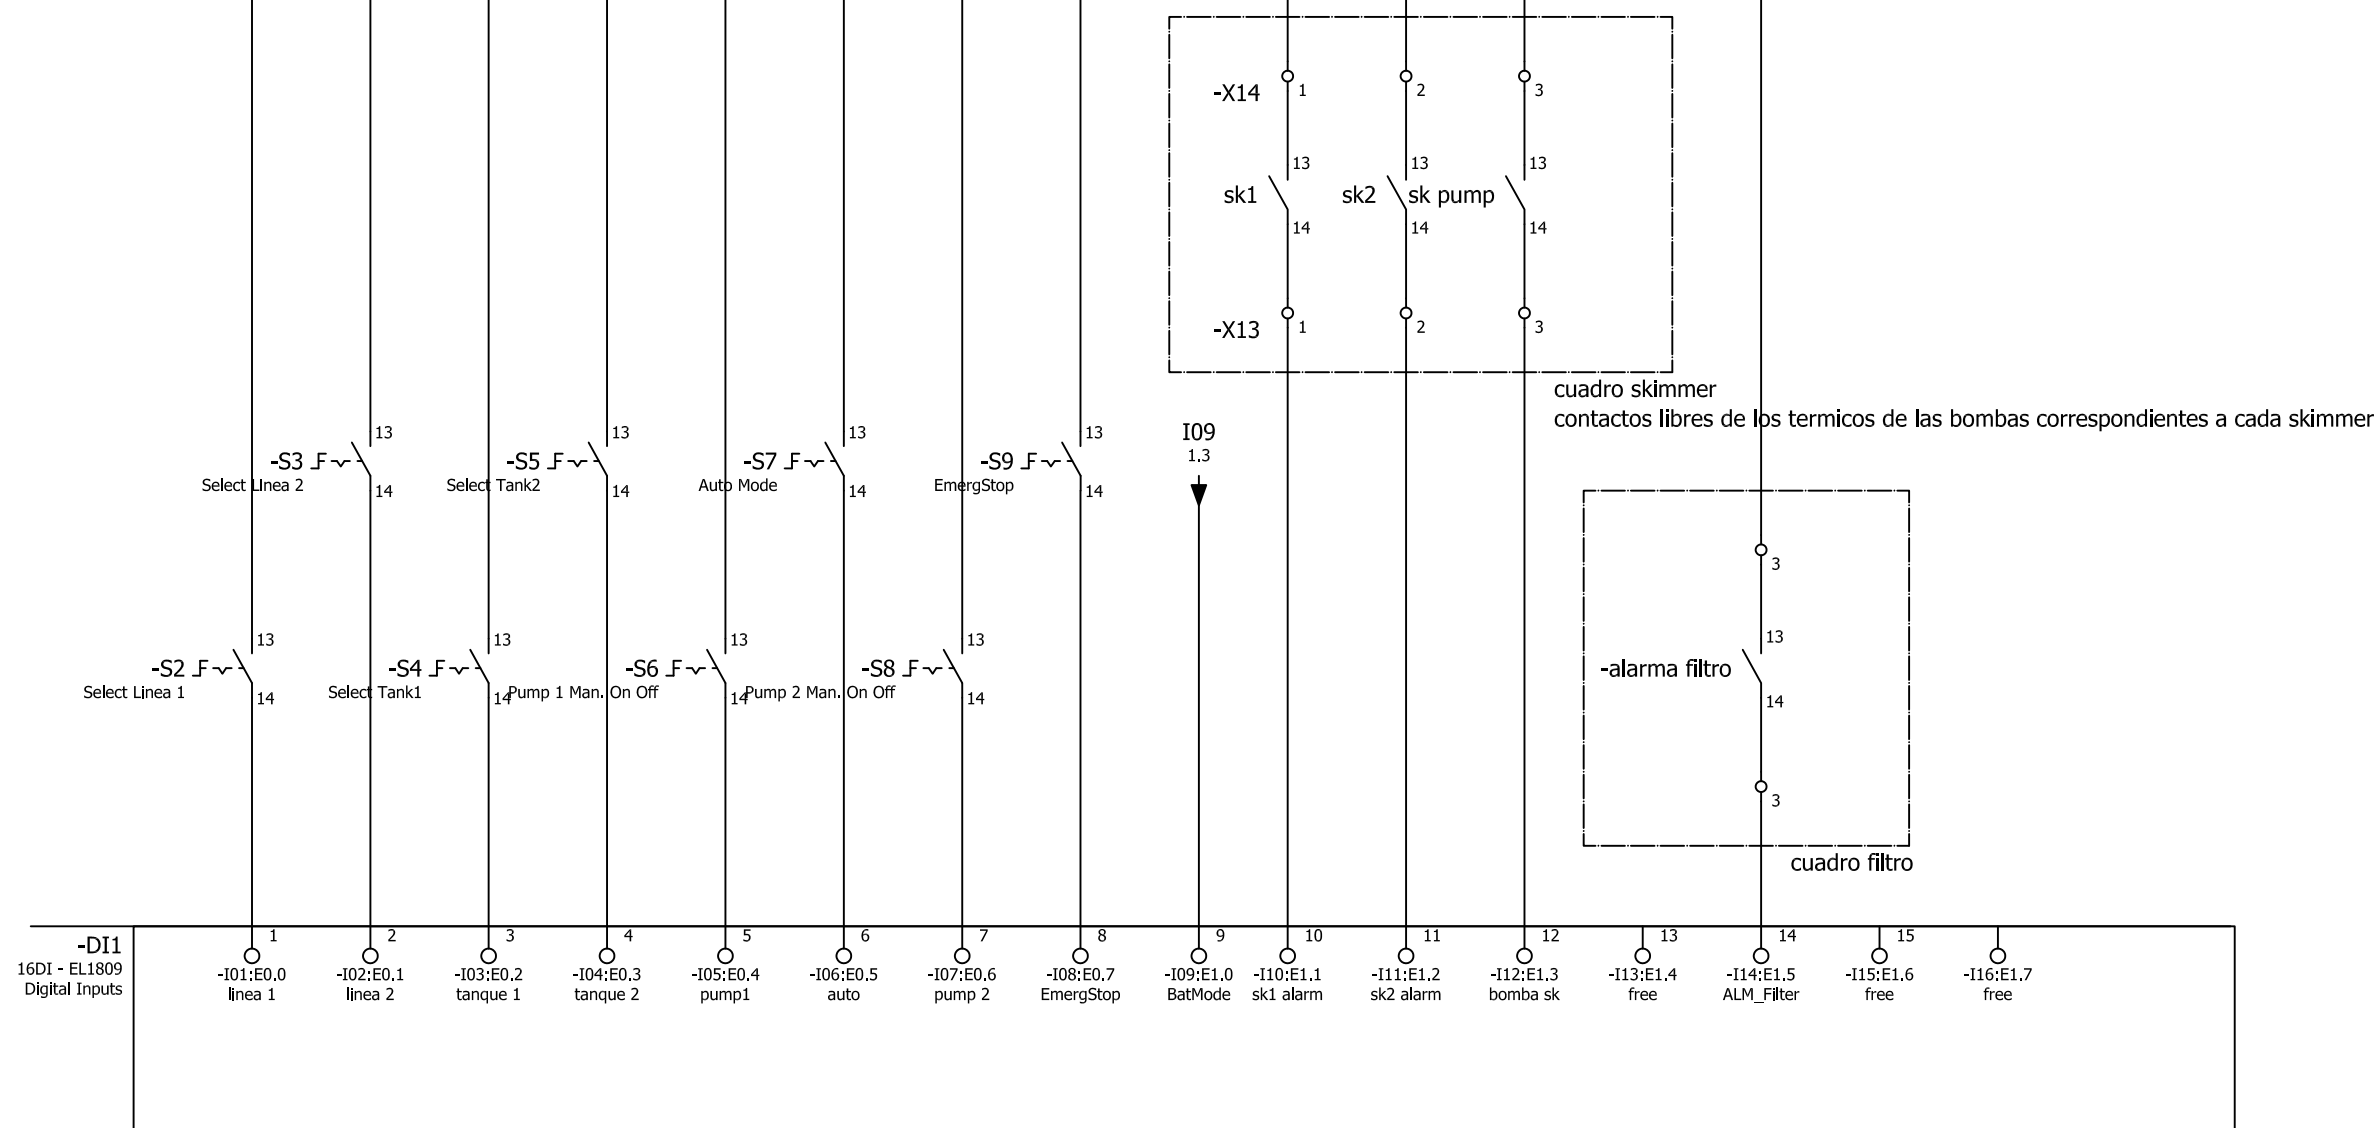 -X14
1
2
3
13
13
13
sk1
sk2
sk pump
14
14
14
-X13
1
2
3
cuadro skimmer
contactos libres de los termicos de las bombas correspondientes a cada skimmer
I09
1.3
13
13
13
13
-S3
Select LInea 2
14
-S5
Select Tank2
14
-S7
Auto Mode
14
-S9
EmergStop
14
3
13
13
13
13
13
-S2
Select Linea 1
14
-S4
Select Tank1
14
-S6
Pump 1 Man. On Off
14
-S8
Pump 2 Man. On Off
14
-alarma filtro
14
3
cuadro filtro
-DI1
16DI - EL1809
Digital Inputs
1
-I01:E0.0
linea 1
2
-I02:E0.1
linea 2
3
-I03:E0.2
tanque 1
4
-I04:E0.3
tanque 2
5
-I05:E0.4
pump1
6
-I06:E0.5
auto
7
-I07:E0.6
pump 2
8
-I08:E0.7
EmergStop
9
-I09:E1.0
BatMode
10
-I10:E1.1
sk1 alarm
11
-I11:E1.2
sk2 alarm
12
-I12:E1.3
bomba sk
13
-I13:E1.4
free
14
-I14:E1.5
ALM_Filter
15
-I15:E1.6
free
-I16:E1.7
free